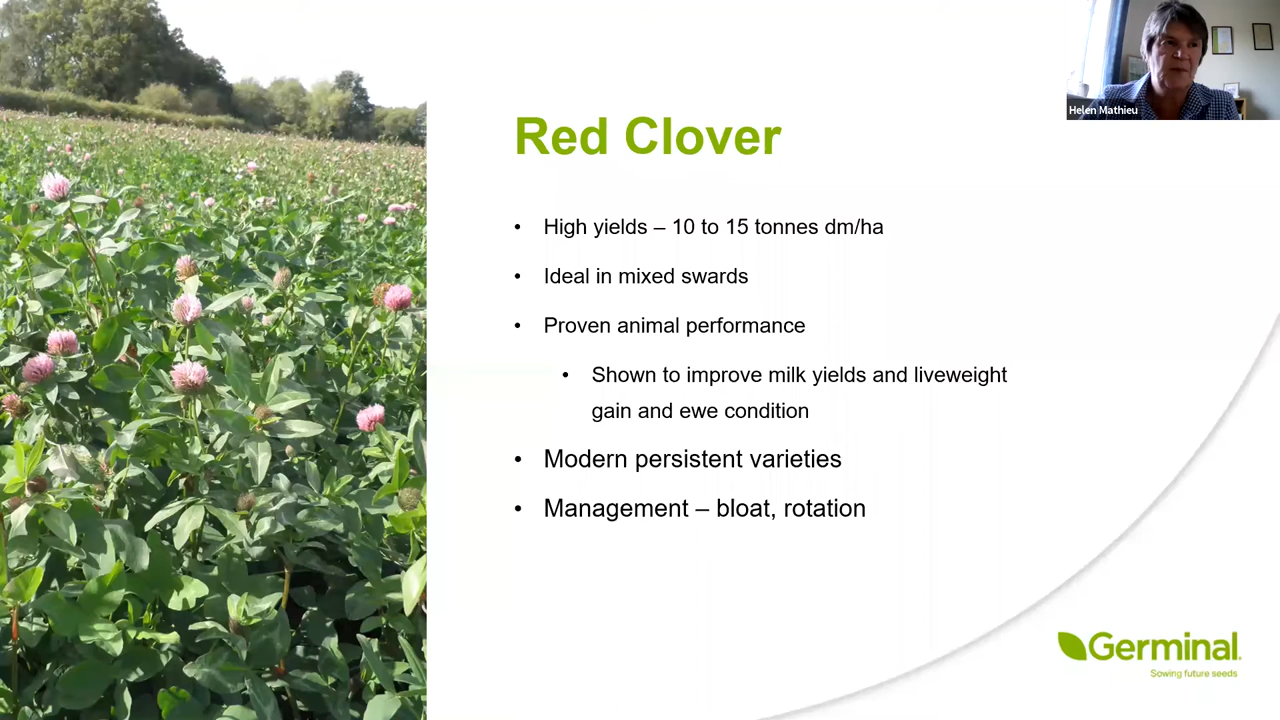 Helen Mathieu
Red Clover
• High yields – 10 to 15 tonnes dm/ha
• Ideal in mixed swards
• Proven animal performance
• Shown to improve milk yields and liveweight
gain and ewe condition
• Modern persistent varieties
• Management – bloat, rotation
Germinal.
Sowing future seeds